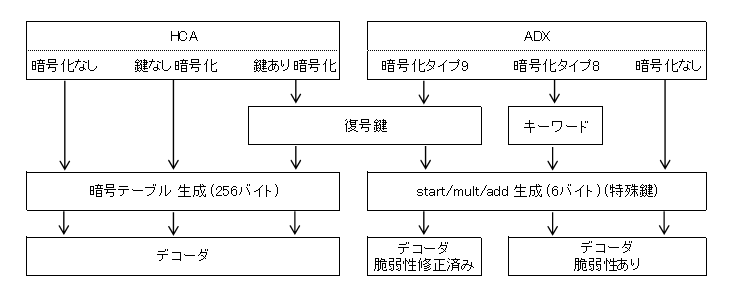 HCA
暗号化なし 鍵なし暗号化 鍵あり暗号化
ADX
暗号化タイプ9 暗号化タイプ8 暗号化なし
復号鍵
キーワード
暗号テーブル 生成(256バイト)
start/mult/add 生成(6バイト)(特殊鍵)
デコーダ
デコーダ
脆弱性修正済み
デコーダ
脆弱性あり